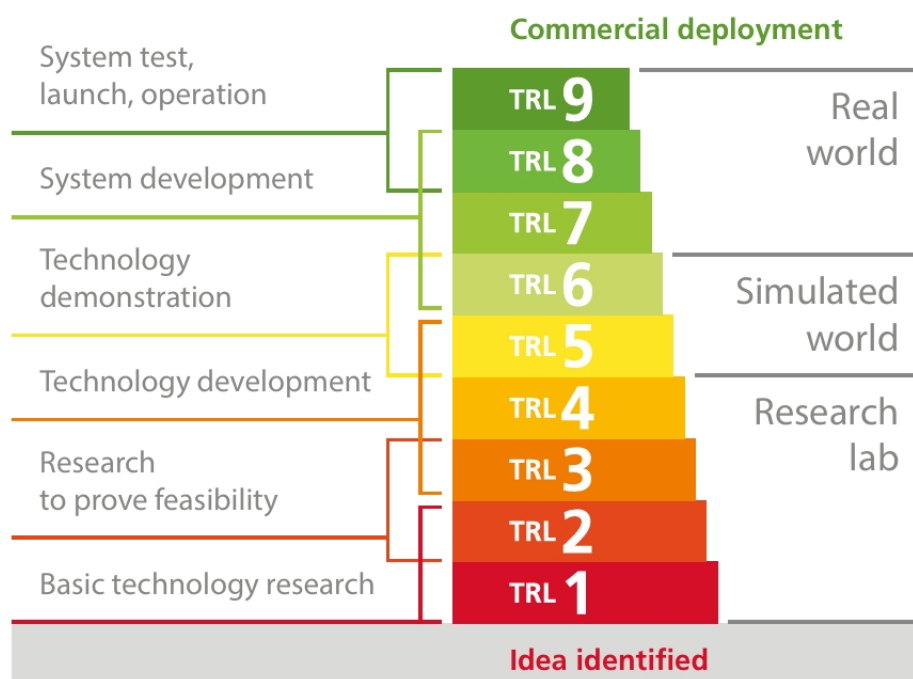 Commercial deployment
System test,
launch, operation
System development
Technology
demonstration
Technology development
Research
to prove feasibility
Basic technology research
TRL 9
TRL 8
TRL 7
TRL 6
TRL 5
TRL 4
TRL 3
TRL 2
TRL 1
Real
world
Simulated
world
Research
lab
Idea identified